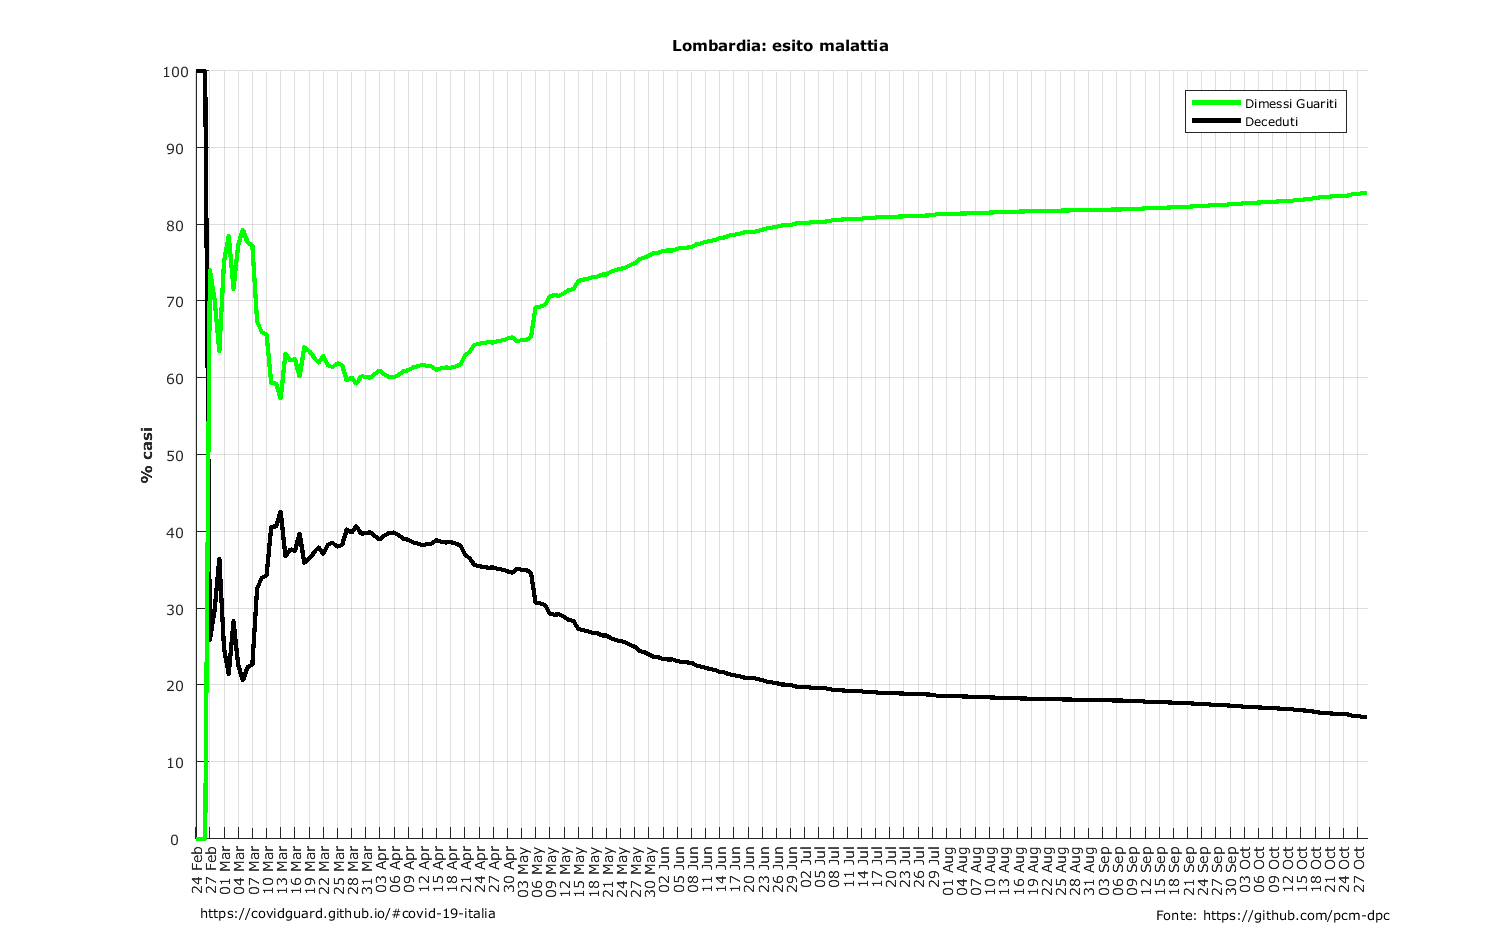 Lombardia: esito malattia
100
90
80
70
60
50
40
30
20
10
0
% casi
Dimessi Guariti
Deceduti
24 Feb
27 Feb
01 Mar
04 Mar
07 Mar
10 Mar
13 Mar
16 Mar
19 Mar
22 Mar
25 Mar
28 Mar
31 Mar
03 Apr
06 Apr
09 Apr
12 Apr
15 Apr
18 Apr
21 Apr
24 Apr
27 Apr
30 Apr
03 May
06 May
09 May
12 May
15 May
18 May
21 May
24 May
27 May
30 May
02 Jun
05 Jun
08 Jun
11 Jun
14 Jun
17 Jun
20 Jun
23 Jun
26 Jun
29 Jun
02 Jul
05 Jul
08 Jul
11 Jul
14 Jul
17 Jul
20 Jul
23 Jul
26 Jul
29 Jul
01 Aug
04 Aug
07 Aug
10 Aug
13 Aug
16 Aug
19 Aug
22 Aug
25 Aug
28 Aug
31 Aug
03 Sep
06 Sep
09 Sep
12 Sep
15 Sep
18 Sep
21 Sep
24 Sep
27 Sep
30 Sep
03 Oct
06 Oct
09 Oct
12 Oct
15 Oct
18 Oct
21 Oct
24 Oct
27 Oct
https://covidguard.github.io/#covid-19-italia
Fonte: https://github.com/pcm-dpc